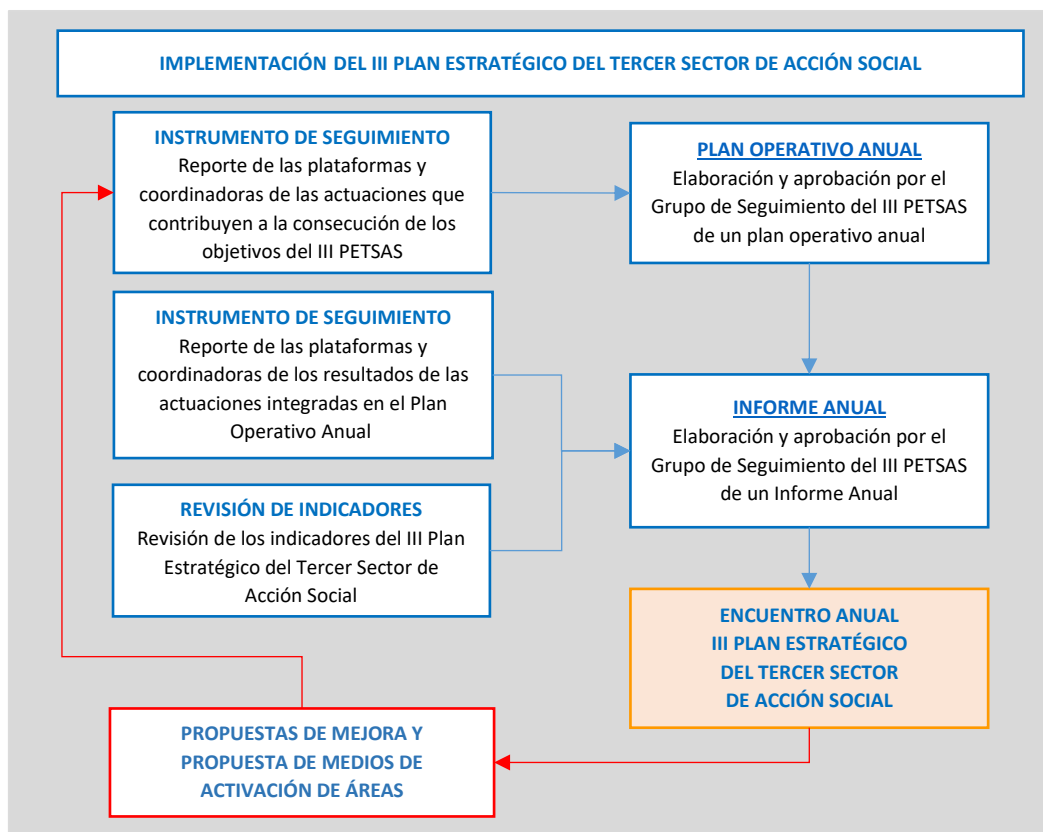 IMPLEMENTACIÓN DEL III PLAN ESTRATÉGICO DEL TERCER SECTOR DE ACCIÓN SOCIAL
INSTRUMENTO DE SEGUIMIENTO
Reporte de las plataformas y
coordinadoras de las actuaciones que
contribuyen a la consecución de los
objetivos del III PETSAS
PLAN OPERATIVO ANUAL
Elaboración y aprobación por el
Grupo de Seguimiento del III PETSAS
de un plan operativo anual
INSTRUMENTO DE SEGUIMIENTO
Reporte de las plataformas y
coordinadoras de los resultados de las
actuaciones integradas en el Plan
Operativo Anual
INFORME ANUAL
Elaboración y aprobación por el
Grupo de Seguimiento del III PETSAS
de un Informe Anual
REVISIÓN DE INDICADORES
Revisión de los indicadores del III Plan
Estratégico del Tercer Sector de
Acción Social
ENCUENTRO ANUAL
III PLAN ESTRATÉGICO
DEL TERCER SECTOR
DE ACCIÓN SOCIAL
PROPUESTAS DE MEJORA Y
PROPUESTA DE MEDIOS DE
ACTIVACIÓN DE ÁREAS